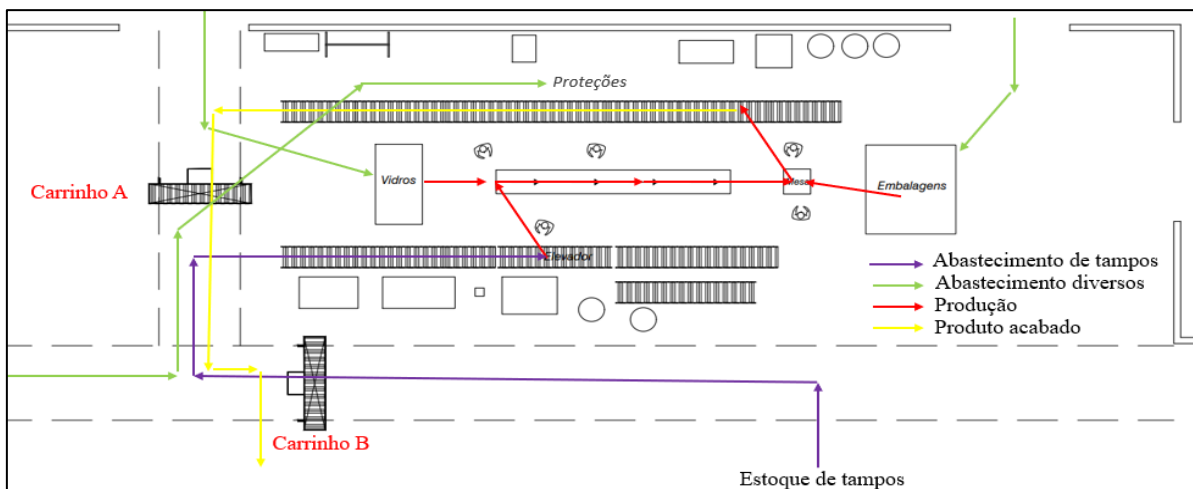 Proteções
Carrinho A
Vidros
Mesa
Embalagens
Elevador
Abastecimento de tampos
Abastecimento diversos
Produção
Produto acabado
Carrinho B
Estoque de tampos